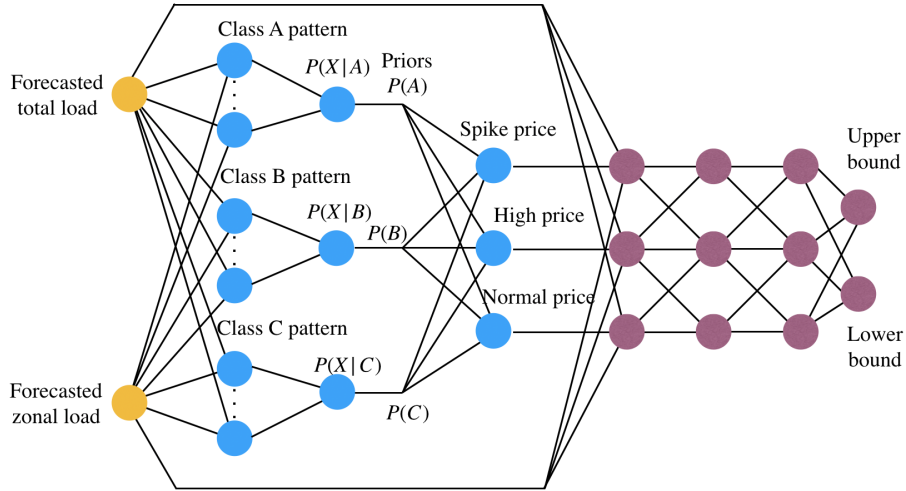 Class A pattern
P(X|A)
Priors
P(A)
Forecasted
total load
Spike price
Upper
bound
Class B pattern
P(X|B)
P(B)
High price
Normal price
Class C pattern
P(X|C)
P(C)
Forecasted
zonal load
Lower
bound